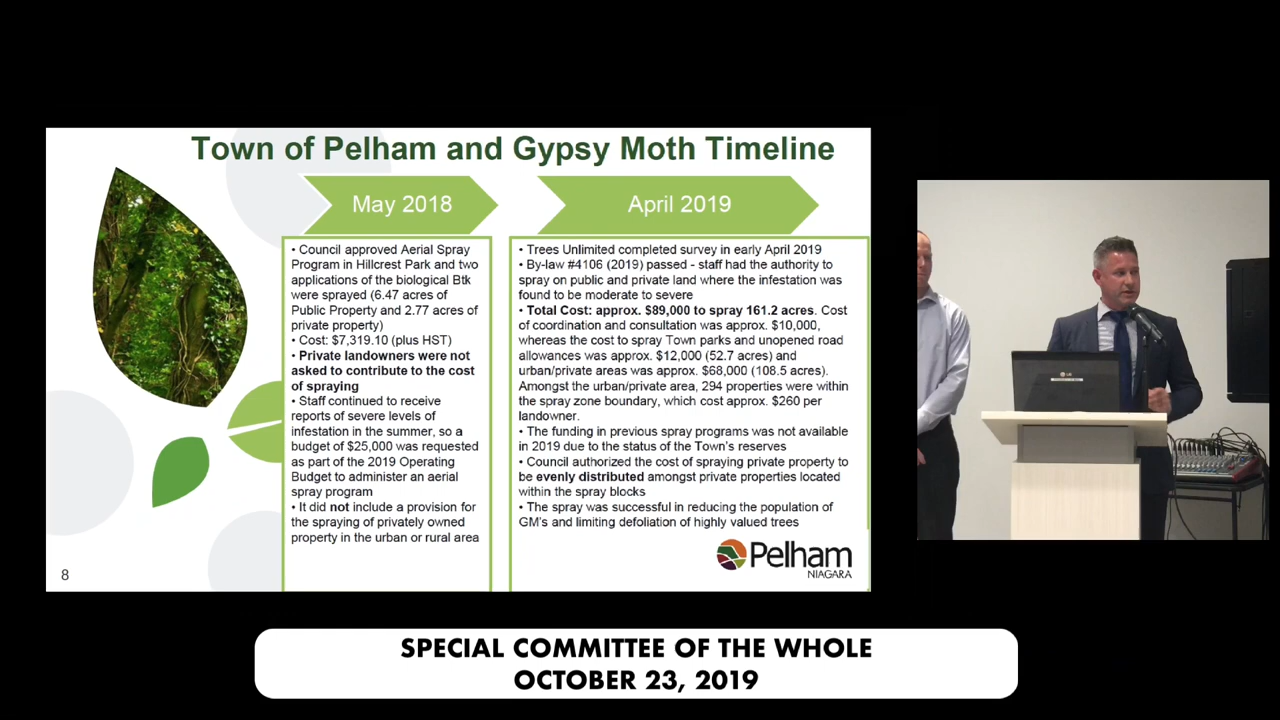 Town of Pelham and Gypsy Moth Timeline
May 2018
• Council approved Aerial Spray
Program in Hillcrest Park and two
applications of the biological Btk
were sprayed (6.47 acres of
Public Property and 2.77 acres of
private property)
• Cost: $7,319.10 (plus HST)
• Private landowners were not
asked to contribute to the cost
of spraying
• Staff continued to receive
reports of severe levels of
infestation in the summer, so a
budget of $25,000 was requested
as part of the 2019 Operating
Budget to administer an aerial
spray program
• It did not include a provision for
the spraying of privately owned
property in the urban or rural area
April 2019
• Trees Unlimited completed survey in early April 2019
• By-law #4106 (2019) passed - staff had the authority to
spray on public and private land where the infestation was
found to be moderate to severe
• Total Cost: approx. $89,000 to spray 161.2 acres. Cost
of coordination and consultation was approx. $10,000,
whereas the cost to spray Town parks and unopened road
allowances was approx. $12,000 (52.7 acres) and
urban/private areas was approx. $68,000 (108.5 acres).
Amongst the urban/private area, 294 properties were within
the spray zone boundary, which cost approx. $260 per
landowner.
• The funding in previous spray programs was not available
in 2019 due to the status of the Town's reserves
• Council authorized the cost of spraying private property to
be evenly distributed amongst private properties located
within the spray blocks
• The spray was successful in reducing the population of
GM's and limiting defoliation of highly valued trees
8
Pelham
NIAGARA
LG
SPECIAL COMMITTEE OF THE WHOLE
OCTOBER 23, 2019